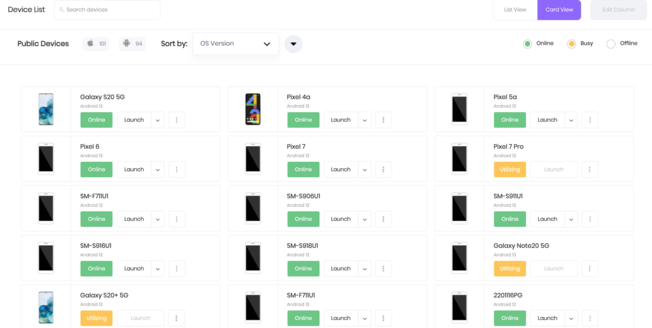 Device List
Search devices
List View
Card View
Edit Column
Public Devices
101
94
Sort by:
OS Version
Online
Busy
Offline
Galaxy S20 5G
Android 13
Online
Launch
Pixel 4a
Android 13
Online
Launch
Pixel 5a
Android 13
Online
Launch
Pixel 6
Android 13
Online
Launch
Pixel 7
Android 13
Online
Launch
Pixel 7 Pro
Android 13
Utilizing
Launch
SM-F711U1
Android 13
Online
Launch
SM-S906U1
Android 13
Online
Launch
SM-S911U1
Android 13
Online
Launch
SM-S916U1
Android 13
Online
Launch
SM-S918U1
Android 13
Online
Launch
Galaxy Note20 5G
Android 13
Utilizing
Launch
Galaxy S20+ 5G
Android 13
Utilizing
Launch
SM-F711U1
Android 13
Online
Launch
2201116PG
Android 13
Online
Launch